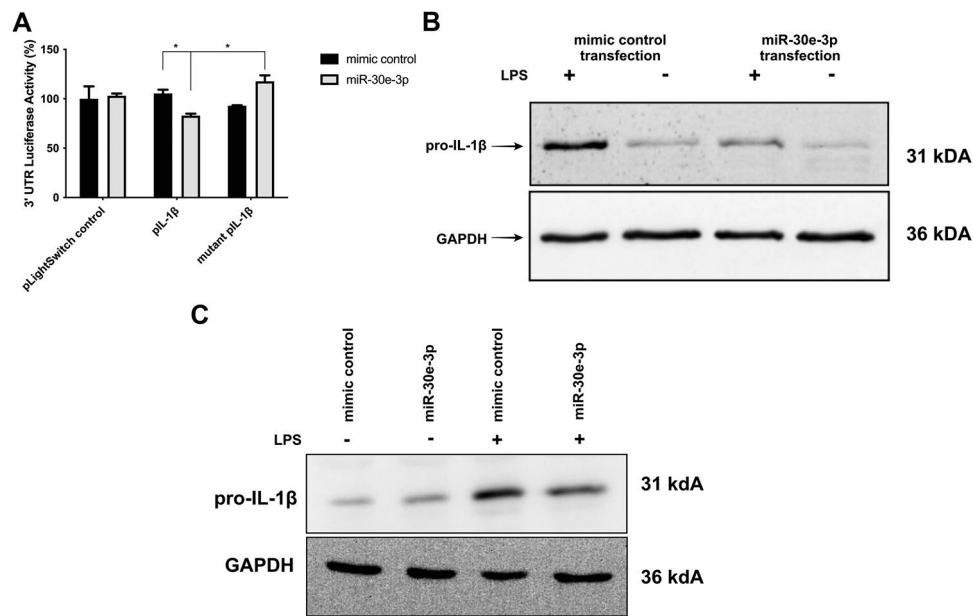 A
3' UTR Luciferase Activity (%)
150
100
50
0
pLightSwitch control
pIL-1β
mutant pIL-1β
*
*
mimic control
miR-30e-3p
B
mimic control
transfection
miR-30e-3p
transfection
LPS + - + -
pro-IL-1β
31 kDA
GAPDH
36 kDA
C
mimic control
miR-30e-3p
mimic control
miR-30e-3p
LPS - - + +
pro-IL-1β
31 kdA
GAPDH
36 kdA